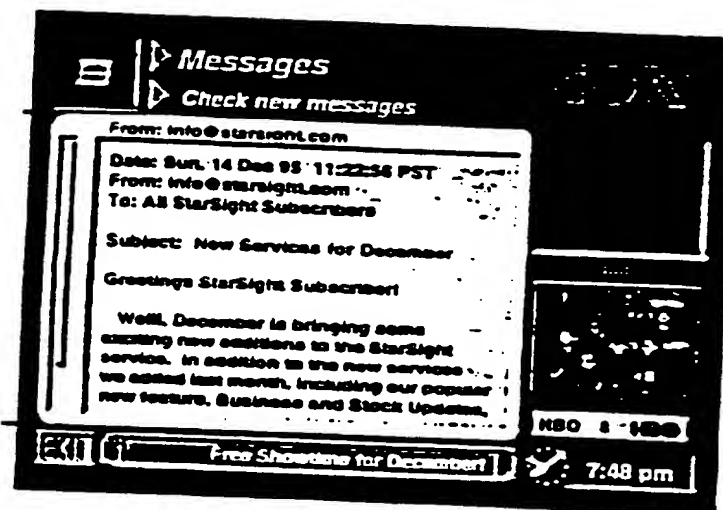 Messages
Check new messages
From: info@starsight.com
Date: Sun, 14 Dec 95 11:22:56 PST
From: info@starsight.com
To: All StarSight Subscribers
Subject: New Services for December
Greetings StarSight Subscriber!
Well, December is bringing some
exciting new additions to the StarSight
service. In addition to the new services
we added last month, including our popular
new feature, Business and Stock Updates,
HBO 8 HBO
Free Showtime for December!
7:48 pm